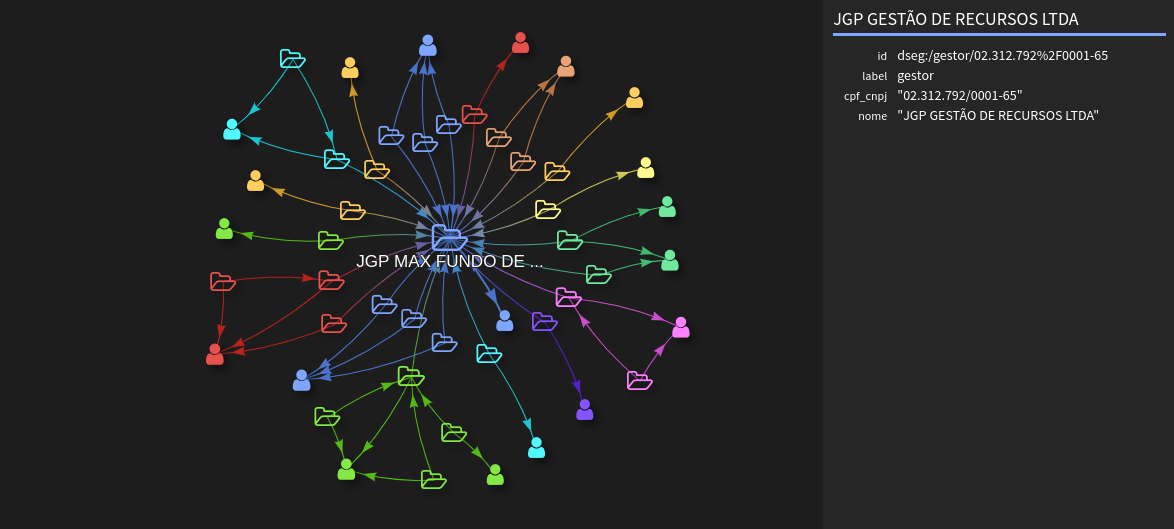 JGP GESTÃO DE RECURSOS LTDA
id dseg:/gestor/02.312.792%2F0001-65
label gestor
cpf_cnpj "02.312.792/0001-65"
nome "JGP GESTÃO DE RECURSOS LTDA"
JGP MAX FUNDO DE ...